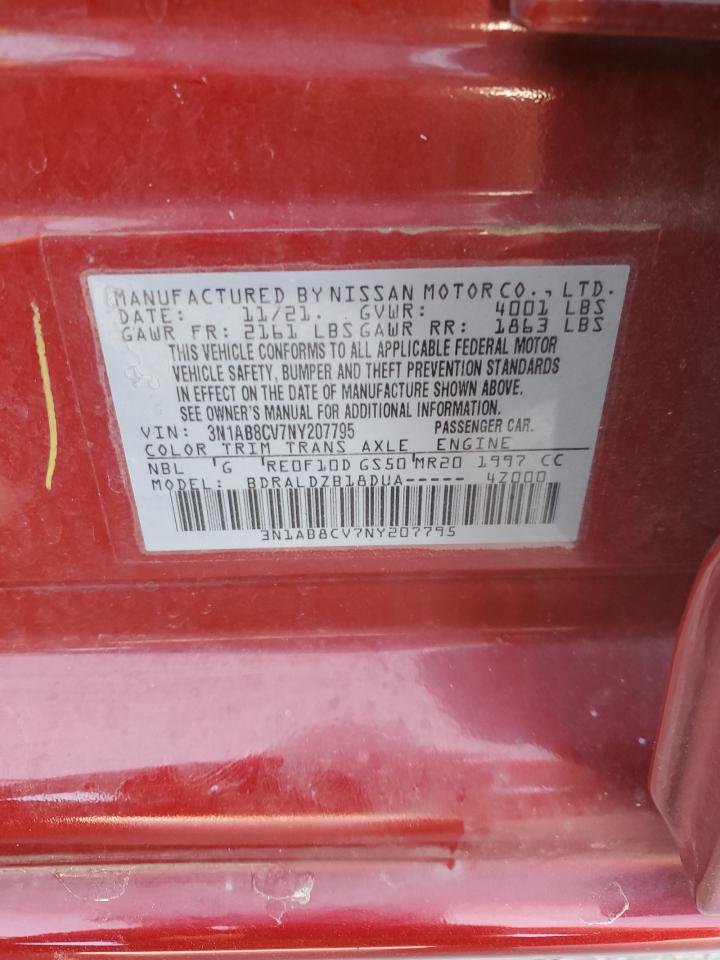 MANUFACTURED BY NISSAN MOTOR CO., LTD.
DATE: 11/21. GVWR: 4001 LBS
GAWR FR: 2161 LBS GAWR RR: 1863 LBS
THIS VEHICLE CONFORMS TO ALL APPLICABLE FEDERAL MOTOR
VEHICLE SAFETY, BUMPER AND THEFT PREVENTION STANDARDS
IN EFFECT ON THE DATE OF MANUFACTURE SHOWN ABOVE.
SEE OWNER'S MANUAL FOR ADDITIONAL INFORMATION.
VIN: 3N1AB8CV7NY207795 PASSENGER CAR.
COLOR TRIM TRANS AXLE ENGINE
NBL G RE0F10D GS50 MR20 1997 CC
MODEL: BDRALDZB18DUA----- 4Z000
3N1AB8CV7NY207795